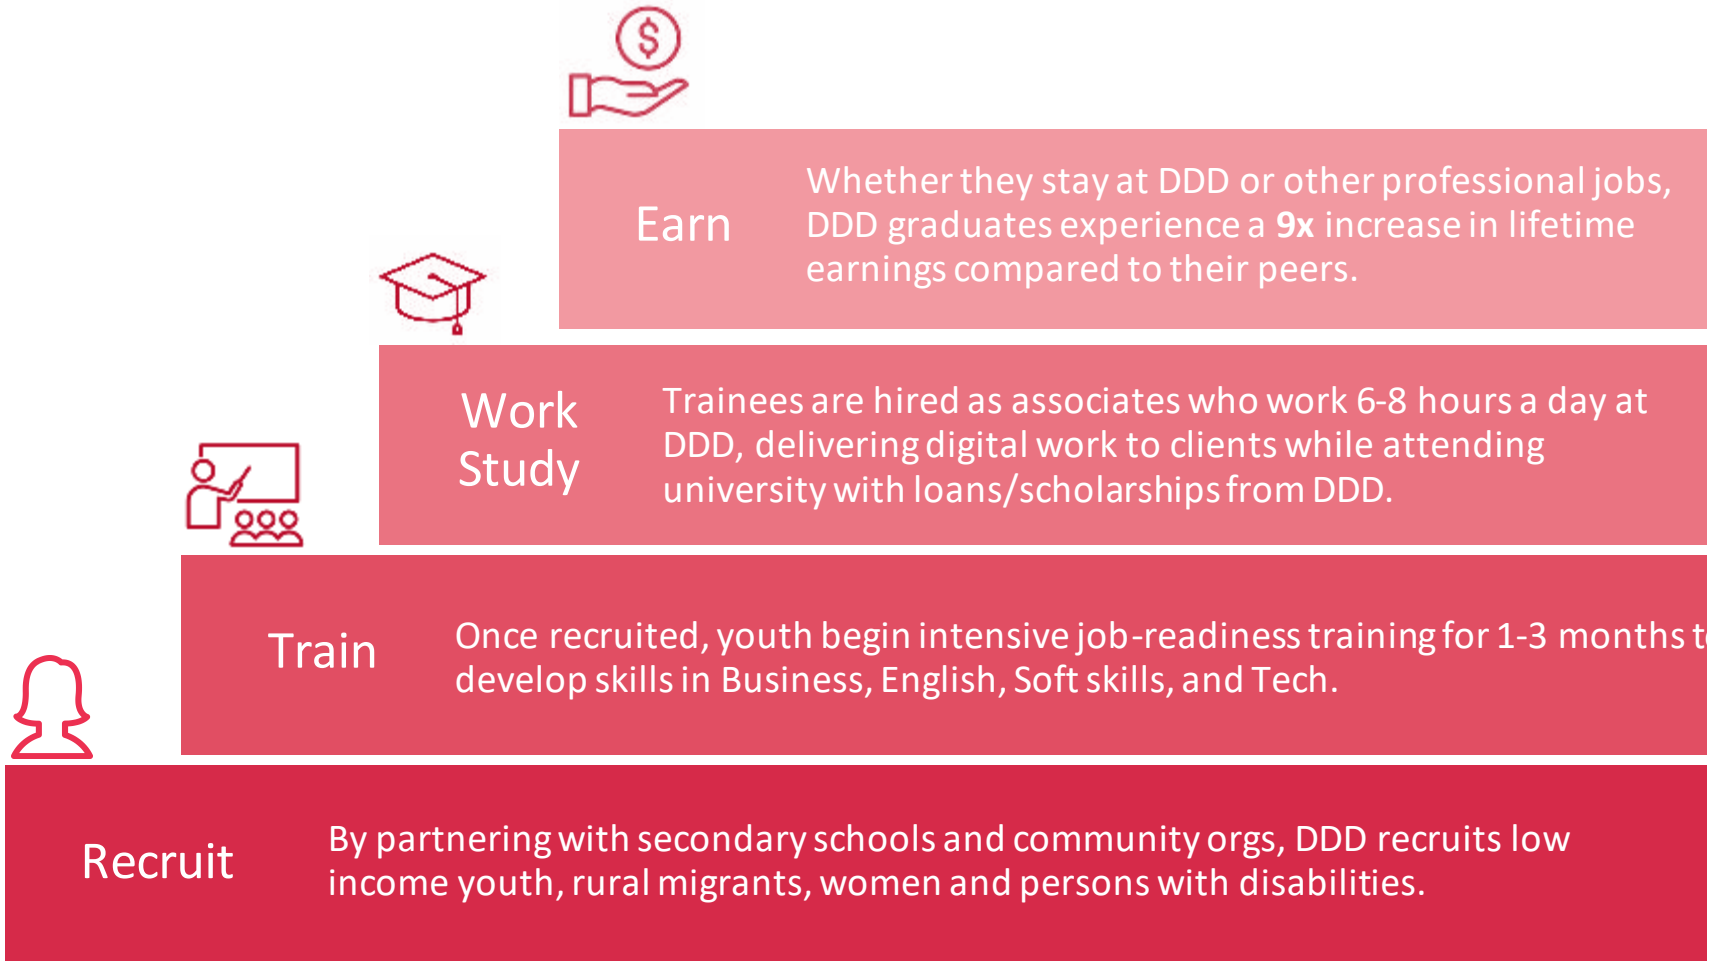 $
Earn
Whether they stay at DDD or other professional jobs,
DDD graduates experience a 9x increase in lifetime
earnings compared to their peers.
Work
Study
Trainees are hired as associates who work 6-8 hours a day at
DDD, delivering digital work to clients while attending
university with loans/scholarships from DDD.
Train
Once recruited, youth begin intensive job-readiness training for 1-3 months to
develop skills in Business, English, Soft skills, and Tech.
Recruit
By partnering with secondary schools and community orgs, DDD recruits low
income youth, rural migrants, women and persons with disabilities.